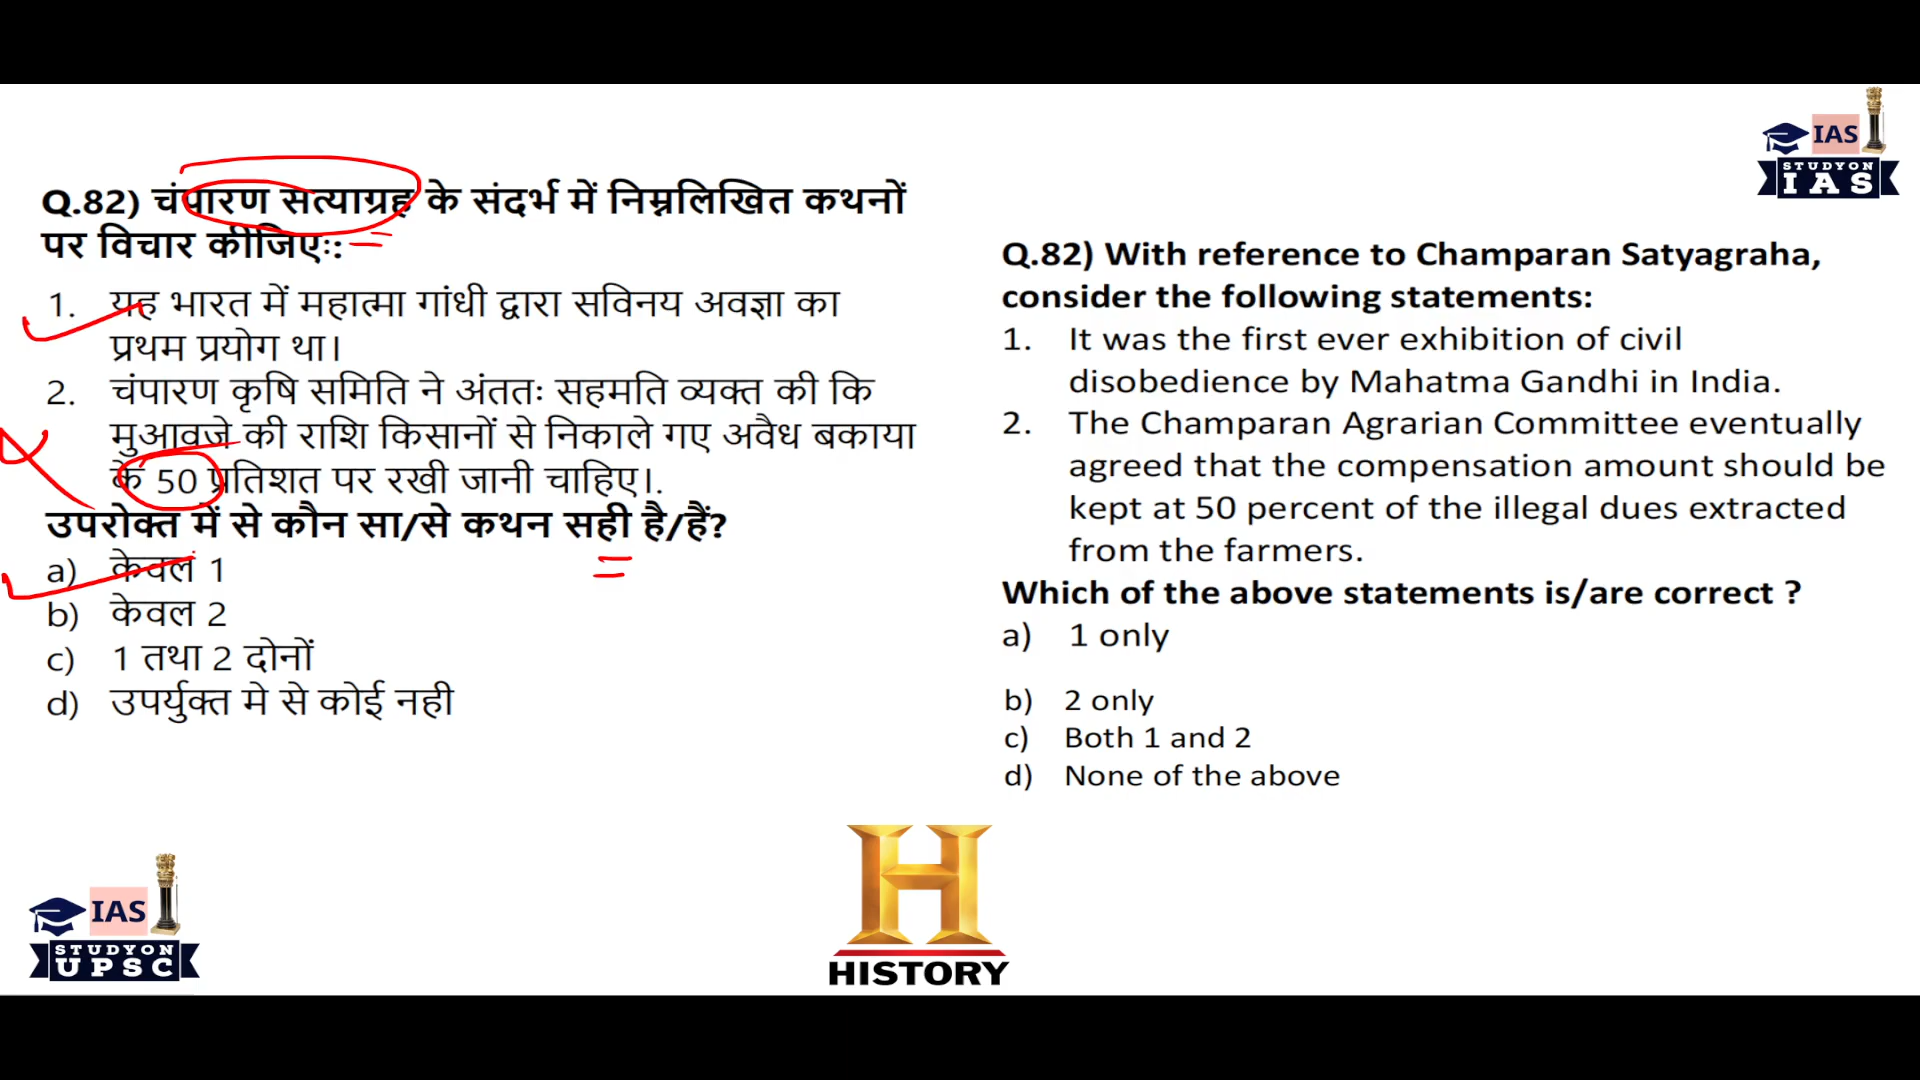 IAS
STUDYON
IAS
Q.82) चंपारण सत्याग्रह के संदर्भ में निम्नलिखित कथनों
पर विचार कीजिएः:
1. यह भारत में महात्मा गांधी द्वारा सविनय अवज्ञा का
प्रथम प्रयोग था।
2. चंपारण कृषि समिति ने अंततः सहमति व्यक्त की कि
मुआवजे की राशि किसानों से निकाले गए अवैध बकाया
के 50 प्रतिशत पर रखी जानी चाहिए।.
उपरोक्त में से कौन सा/से कथन सही है/हैं?
a) केवल 1
b) केवल 2
c) 1 तथा 2 दोनों
d) उपर्युक्त मे से कोई नही
Q.82) With reference to Champaran Satyagraha,
consider the following statements:
1. It was the first ever exhibition of civil
disobedience by Mahatma Gandhi in India.
2. The Champaran Agrarian Committee eventually
agreed that the compensation amount should be
kept at 50 percent of the illegal dues extracted
from the farmers.
Which of the above statements is/are correct ?
a) 1 only
b) 2 only
c) Both 1 and 2
d) None of the above
IAS
STUDYON
UPSC
H
HISTORY